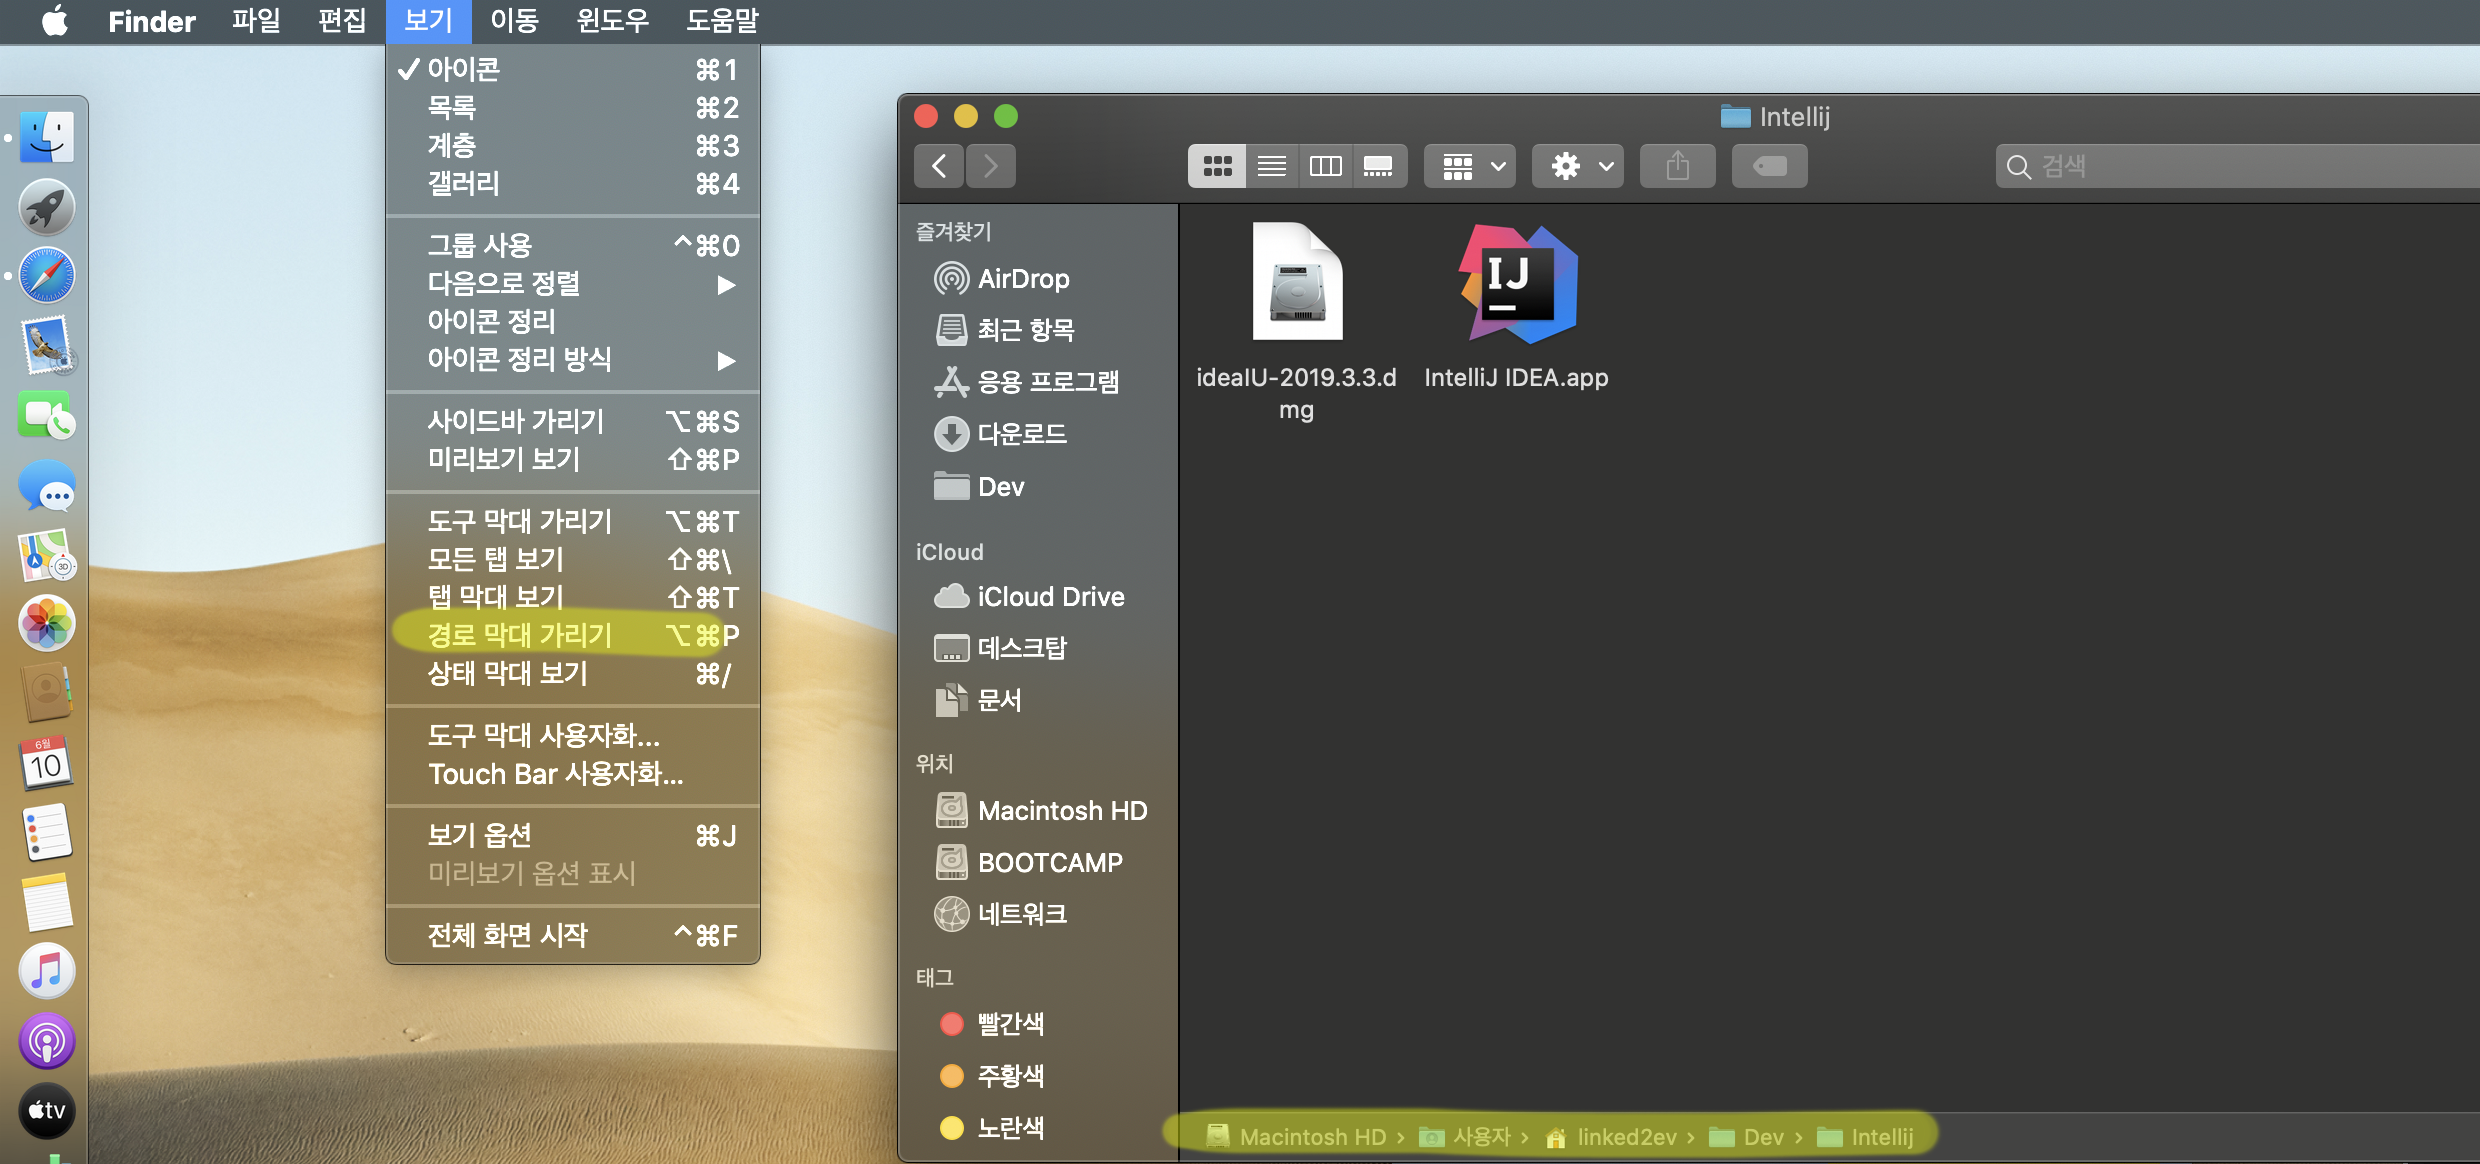 Finder 파일 편집 보기 이동 윈도우 도움말
✓ 아이콘 ⌘1
목록 ⌘2
계층 ⌘3
갤러리 ⌘4
그룹 사용 ^⌘0
다음으로 정렬 ▶
아이콘 정리
아이콘 정리 방식 ▶
사이드바 가리기 ⌥⌘S
미리보기 보기 ⇧⌘P
도구 막대 가리기 ⌥⌘T
모든 탭 보기 ⇧⌘\
탭 막대 보기 ⇧⌘T
경로 막대 가리기 ⌥⌘P
상태 막대 보기 ⌘/
도구 막대 사용자화...
Touch Bar 사용자화...
보기 옵션 ⌘J
미리보기 옵션 표시
전체 화면 시작 ^⌘F
3D
6월
10
tv
Intellij
검색
즐겨찾기
AirDrop
최근 항목
응용 프로그램
다운로드
Dev
iCloud
iCloud Drive
데스크탑
문서
위치
Macintosh HD
BOOTCAMP
네트워크
태그
빨간색
주황색
노란색
IJ
ideaIU-2019.3.3.d
mg
IntelliJ IDEA.app
Macintosh HD › 사용자 › linked2ev › Dev › Intellij